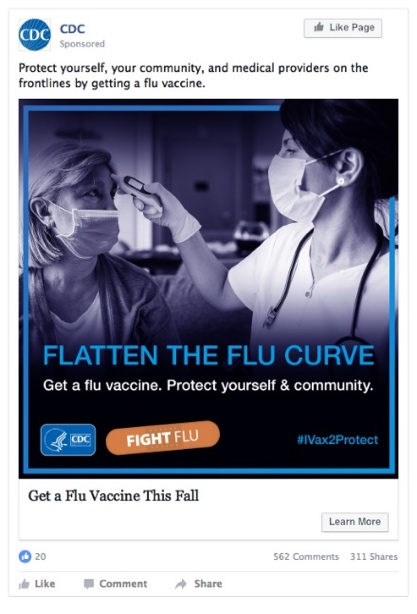 CDC
CDC
Sponsored
Like Page
Protect yourself, your community, and medical providers on the
frontlines by getting a flu vaccine.
FLATTEN THE FLU CURVE
Get a flu vaccine. Protect yourself & community.
CDC
FIGHT FLU
#IVax2Protect
Get a Flu Vaccine This Fall
Learn More
20
562 Comments 311 Shares
Like Comment Share